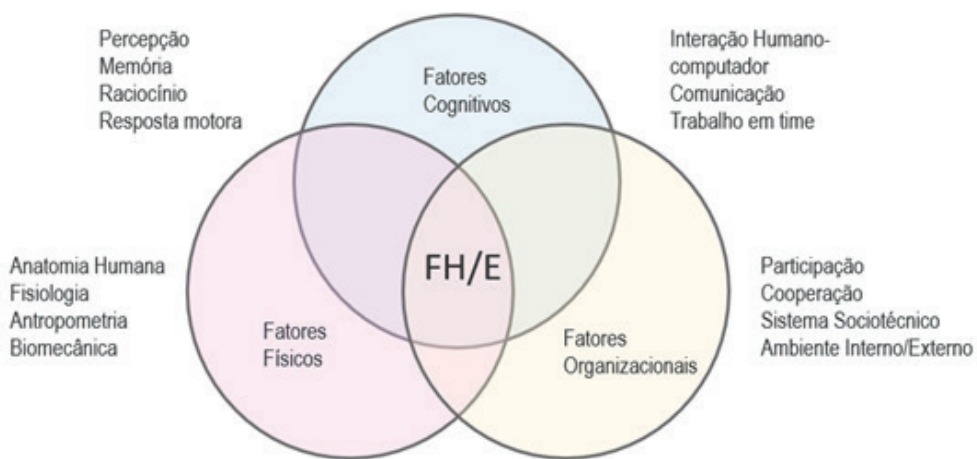 Percepção
Memória
Raciocínio
Resposta motora
Fatores
Cognitivos
Interação Humano-
computador
Comunicação
Trabalho em time
Anatomia Humana
Fisiologia
Antropometria
Biomecânica
Fatores
Físicos
FH/E
Fatores
Organizacionais
Participação
Cooperação
Sistema Sociotécnico
Ambiente Interno/Externo